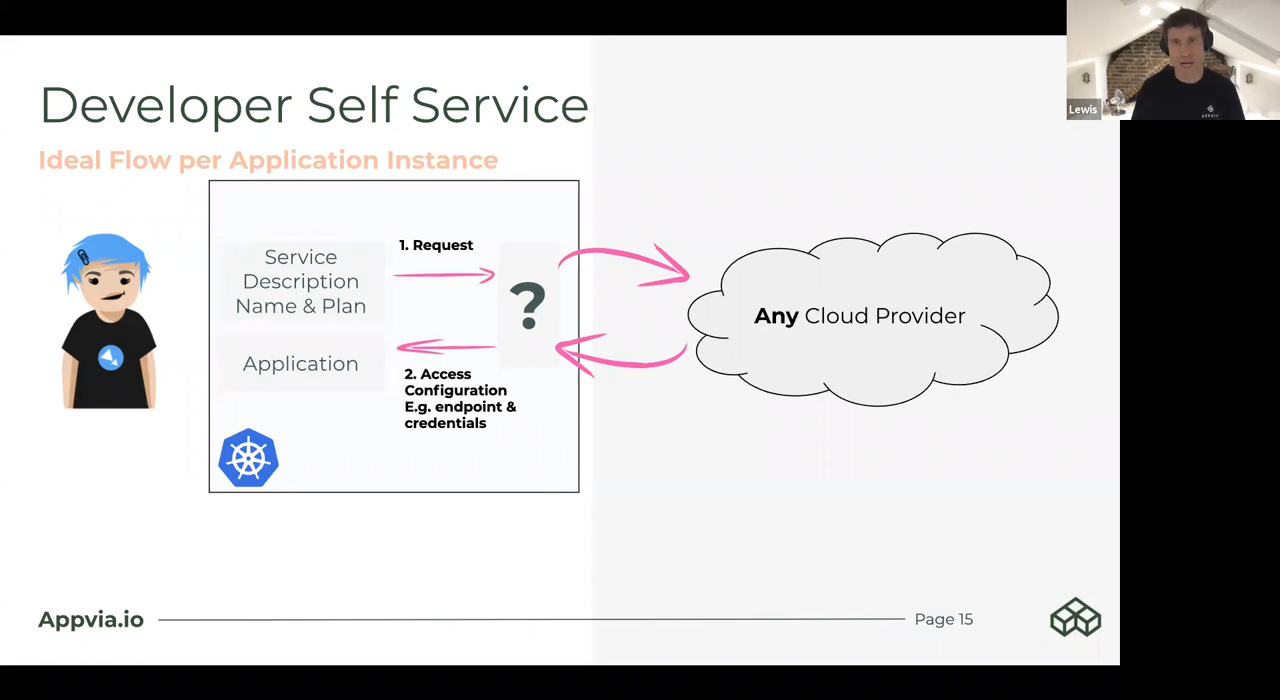 Developer Self Service
Ideal Flow per Application Instance
Service
Description
Name & Plan
1. Request
?
Application
2. Access
Configuration
E.g. endpoint &
credentials
Any Cloud Provider
Lewis
Appvia.io
Page 15